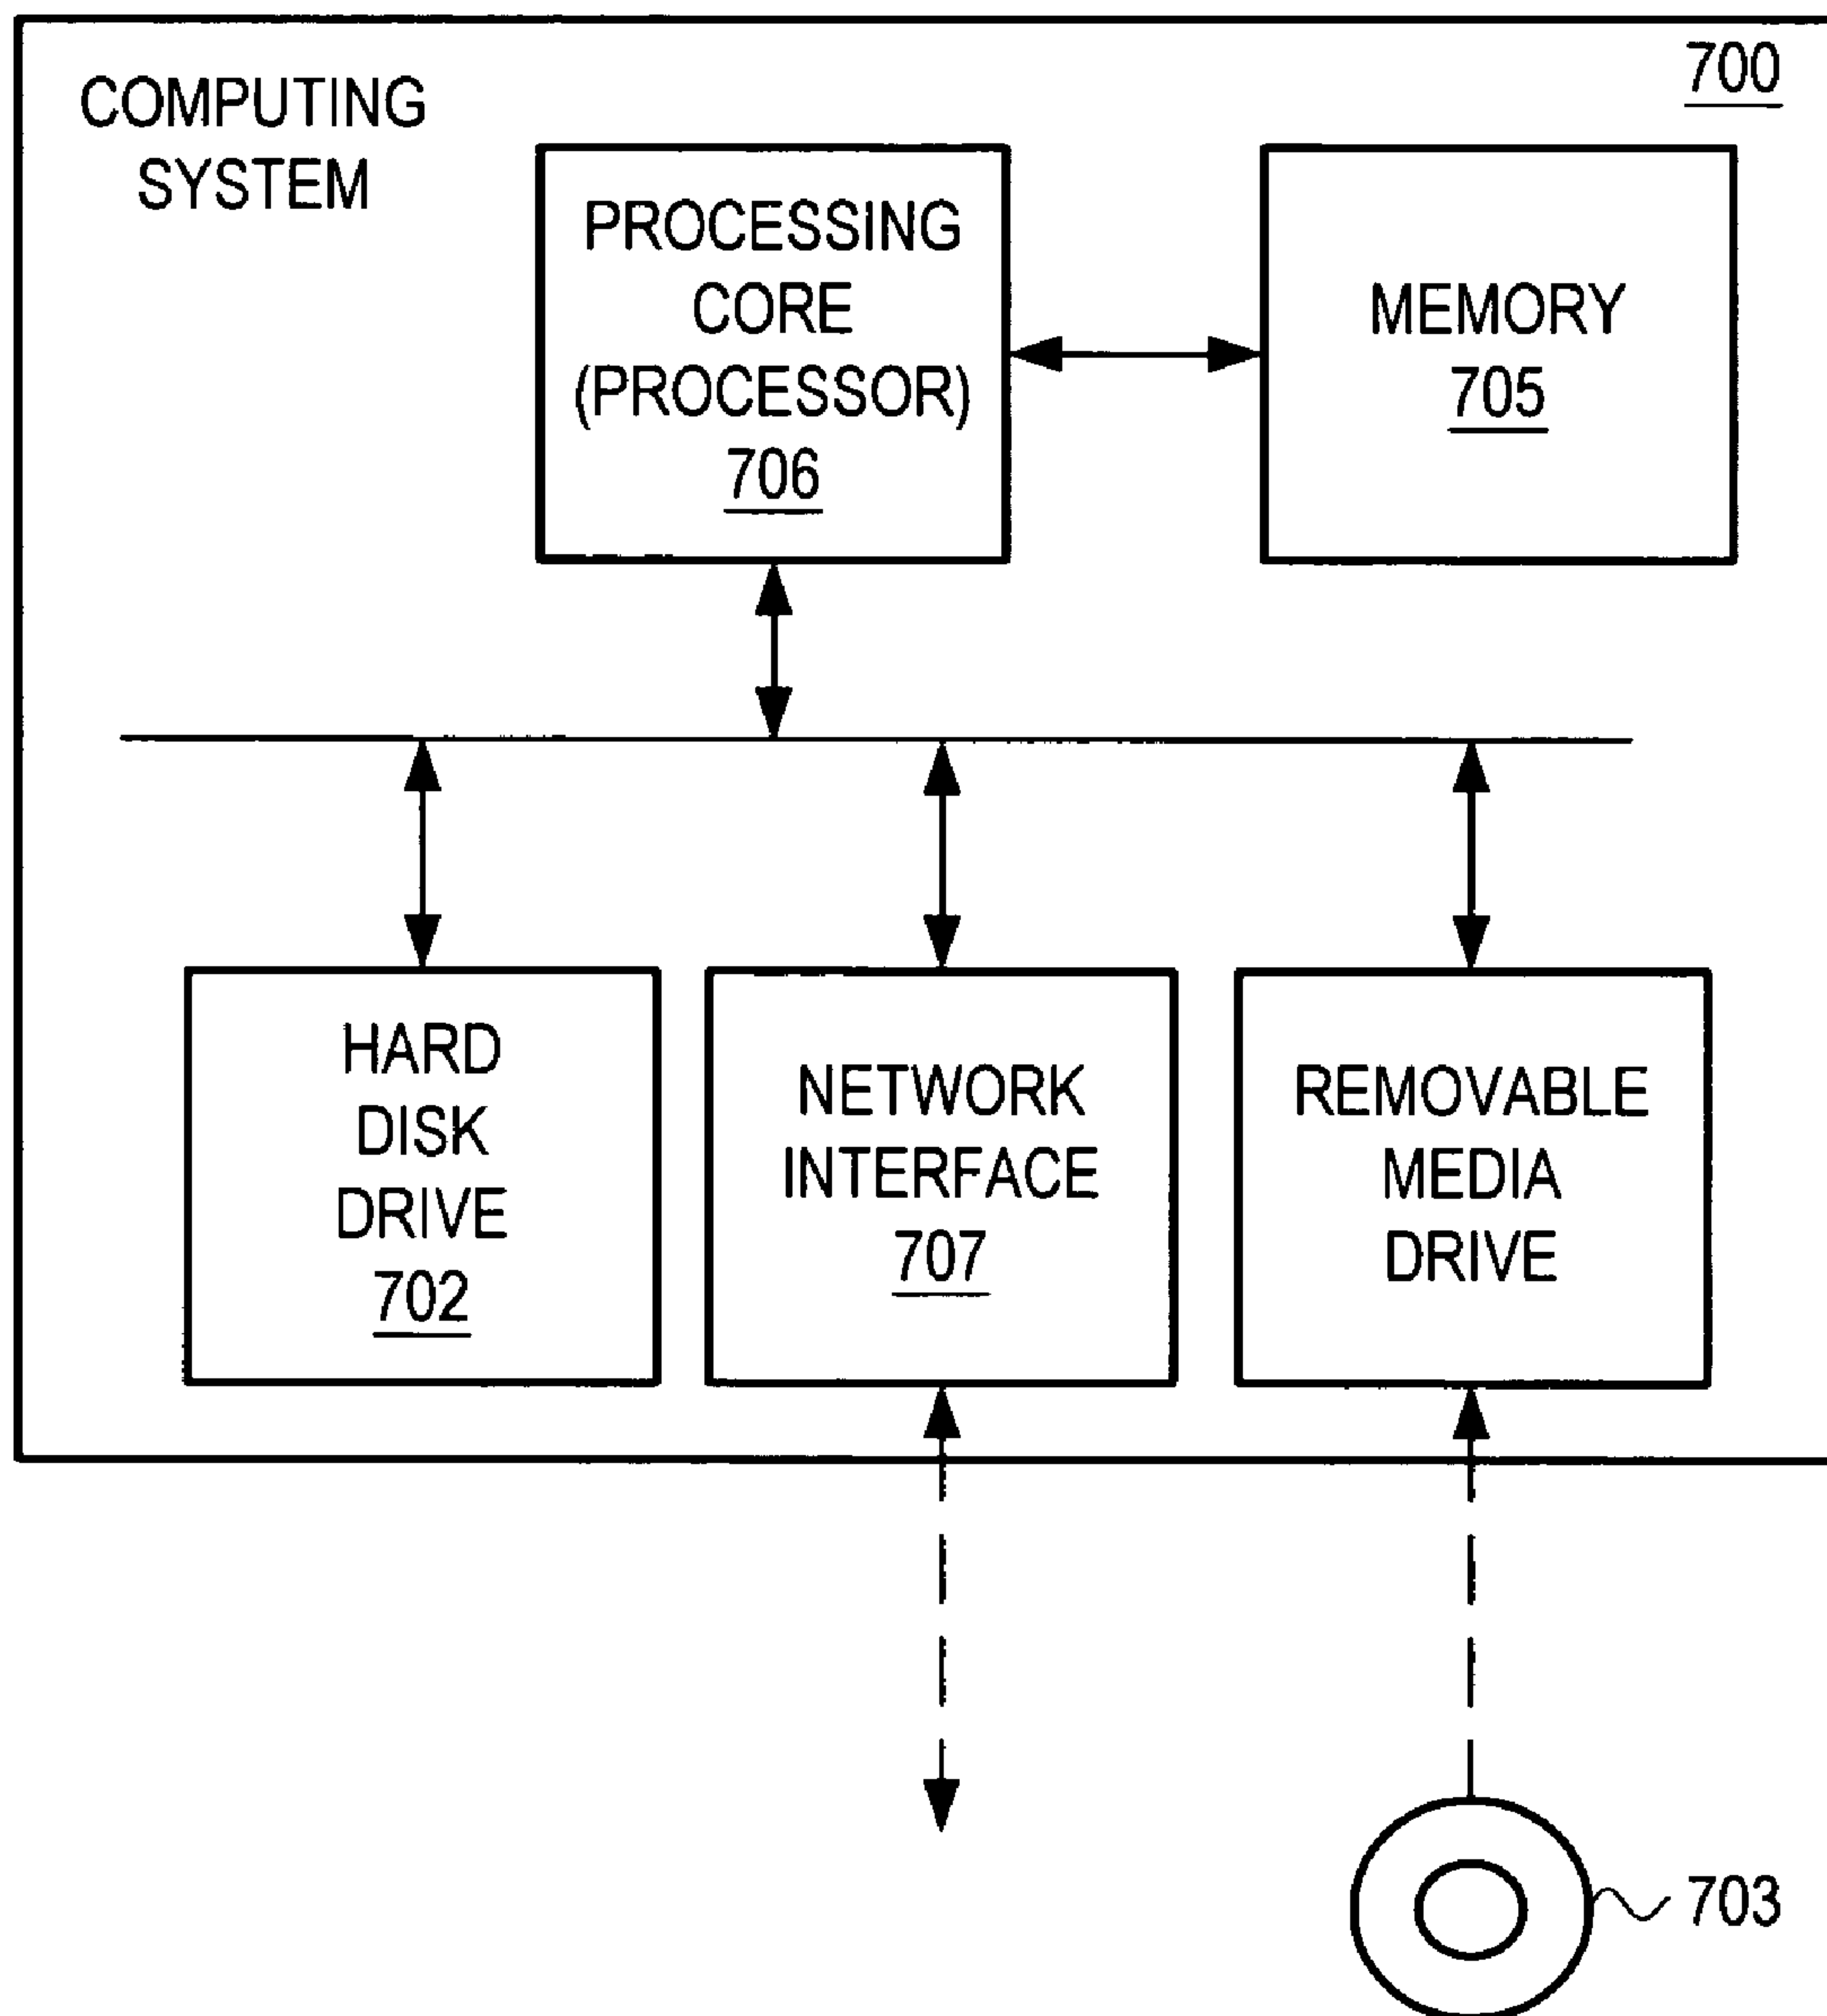 700
COMPUTING
SYSTEM
PROCESSING
CORE
(PROCESSOR)
706
MEMORY
705
HARD
DISK
DRIVE
702
NETWORK
INTERFACE
707
REMOVABLE
MEDIA
DRIVE
703